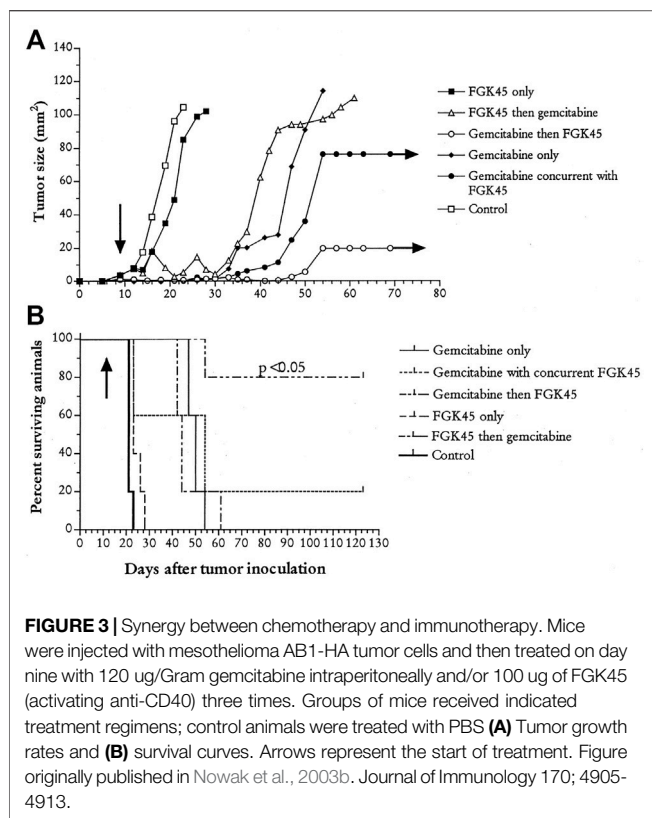 A
Tumor size (mm²)
140
120
100
80
60
40
20
0
0 10 20 30 40 50 60 70 80
FGK45 only
FGK45 then gemcitabine
Gemcitabine then FGK45
Gemcitabine only
Gemcitabine concurrent with
FGK45
Control
B
Percent surviving animals
100
80
60
40
20
0
p <0.05
0 10 20 30 40 50 60 70 80 90 100 110 120 130
Days after tumor inoculation
Gemcitabine only
Gemcitabine with concurrent FGK45
Gemcitabine then FGK45
FGK45 only
FGK45 then gemcitabine
Control
FIGURE 3 | Synergy between chemotherapy and immunotherapy. Mice
were injected with mesothelioma AB1-HA tumor cells and then treated on day
nine with 120 ug/Gram gemcitabine intraperitoneally and/or 100 ug of FGK45
(activating anti-CD40) three times. Groups of mice received indicated
treatment regimens; control animals were treated with PBS (A) Tumor growth
rates and (B) survival curves. Arrows represent the start of treatment. Figure
originally published in Nowak et al., 2003b. Journal of Immunology 170; 4905-
4913.